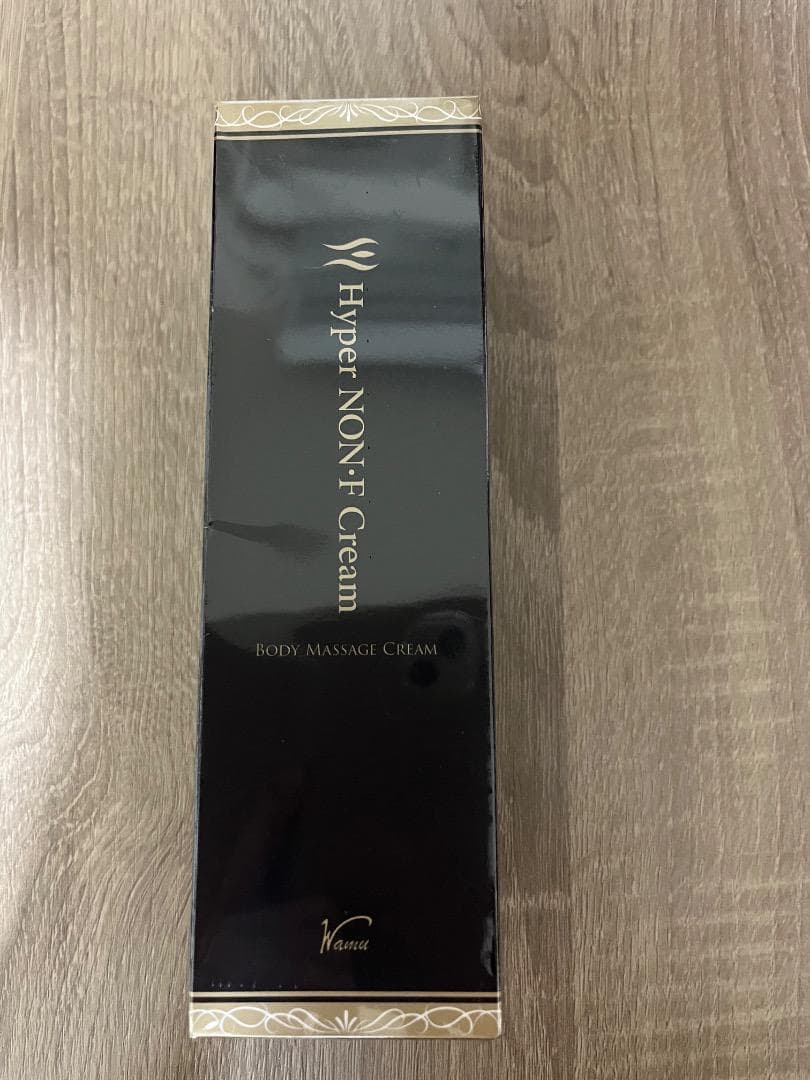 Hyper NON·F Cream
BODY MASSAGE CREAM
Wamu